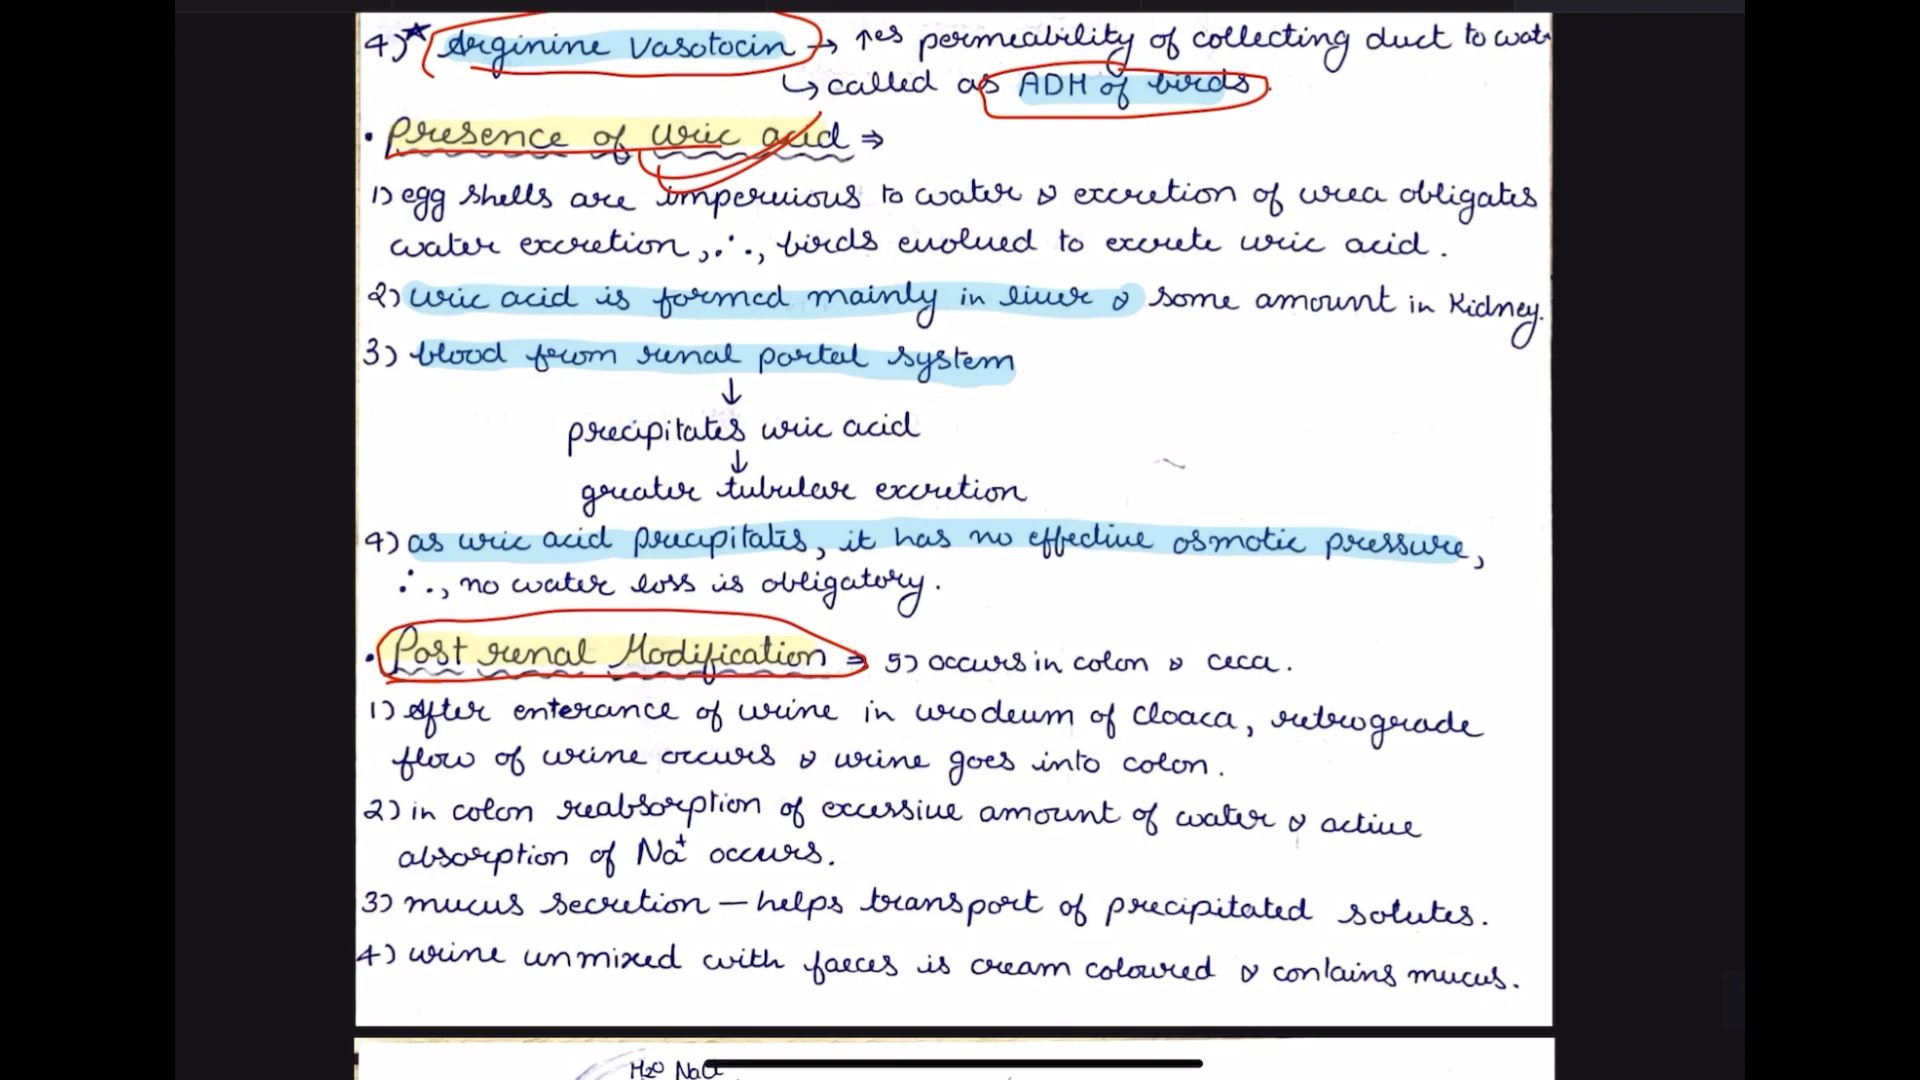 4)* Arginine Vasotocin → ↑es permeability of collecting duct to wat
↳ called as ADH of birds.
• Presence of Uric acid ⇒
1) egg shells are impervious to water & excretion of urea obligates
water excretion, ∴, birds evolved to excrete uric acid.
2) uric acid is formed mainly in liver & some amount in Kidney.
3) blood from renal portal system
↓
precipitates uric acid
↓
greater tubular excretion
4) as uric acid precipitates, it has no effective osmotic pressure,
∴, no water loss is obligatory.
• Post renal Modification ⇒ 5) occurs in colon & ceca.
1) After enterance of urine in urodeum of cloaca, retrograde
flow of urine occurs & urine goes into colon.
2) in colon reabsorption of excessive amount of water & active
absorption of Na⁺ occurs.
3) mucus secretion — helps transport of precipitated solutes.
4) urine unmixed with faeces is cream coloured & contains mucus.
H₂O NaCl